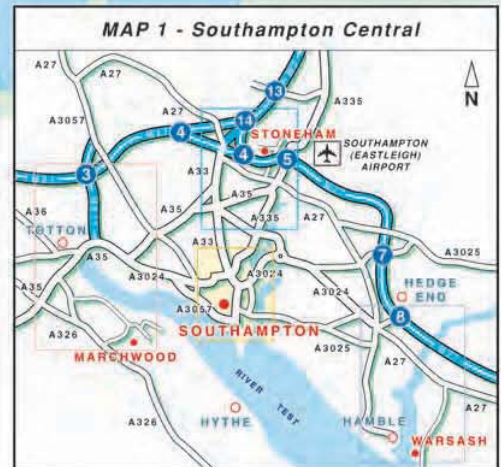 MAP 1 - Southampton Central
A27
A27
13
A3057
A27
14
A335
N
4
STONEHAM
4
5
SOUTHAMPTON
(EASTLEIGH)
AIRPORT
3
A33
A35
A36
A35
A335
A27
TOTTON
A35
A33
A3025
A35
A3024
A3024
7
A35
A3024
HEDGE
END
A3057
8
SOUTHAMPTON
A326
A3025
MARCHWOOD
A27
RIVER TEST
A27
A326
HYTHE
HAMBLE
WARSASH